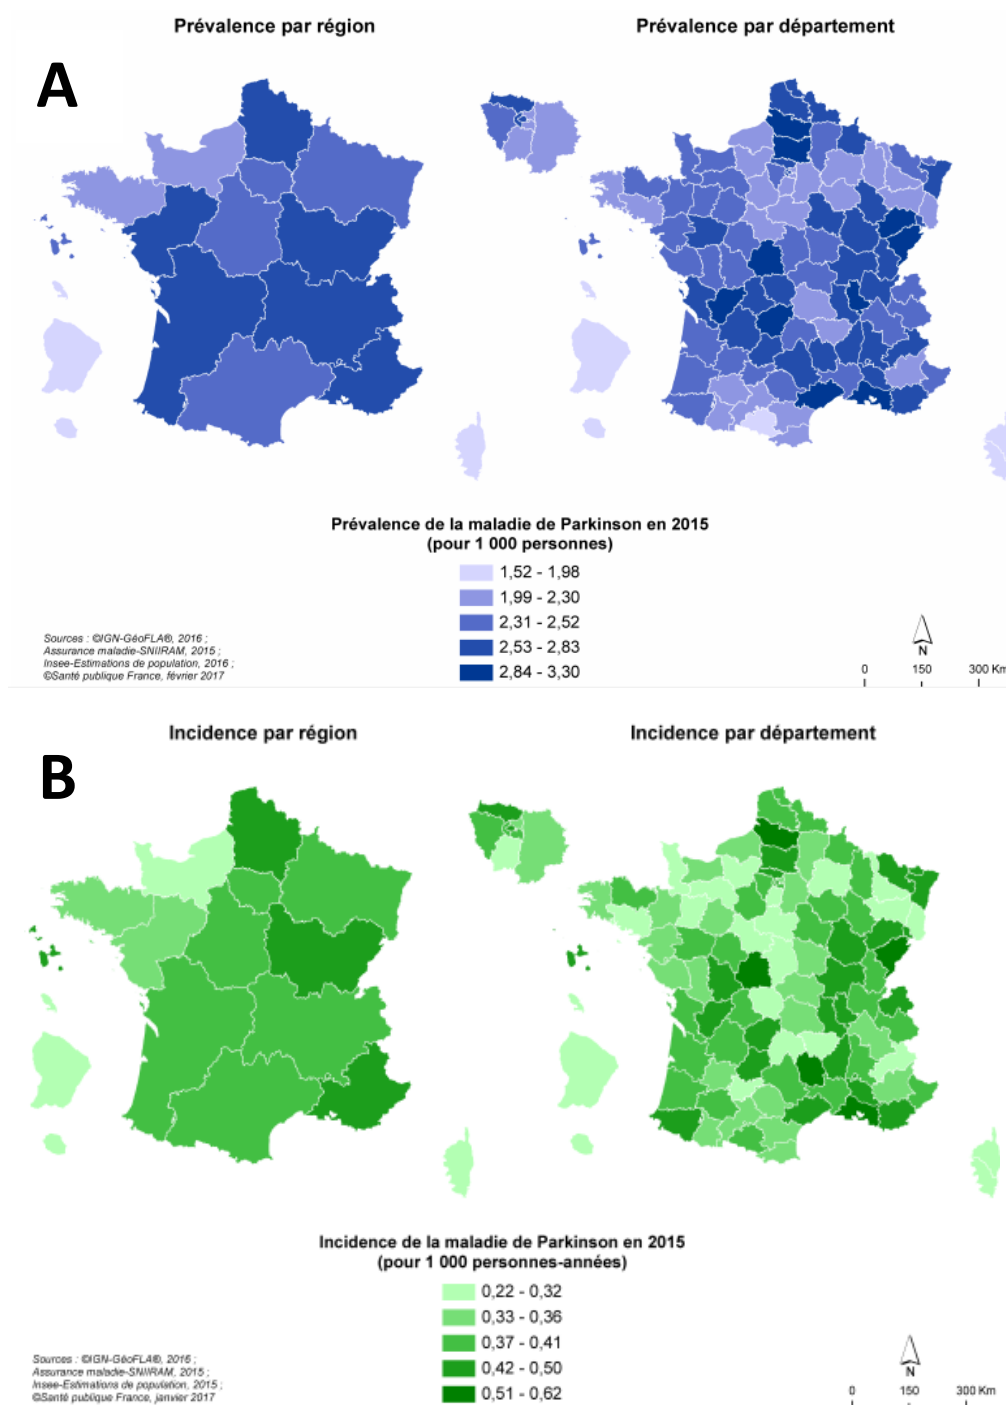 Prévalence par région
Prévalence par département
A
Prévalence de la maladie de Parkinson en 2015
(pour 1 000 personnes)
1,52 - 1,98
1,99 - 2,30
2,31 - 2,52
2,53 - 2,83
2,84 - 3,30
Sources : ©IGN-GéoFLA®, 2016 ;
Assurance maladie-SNIIRAM, 2015 ;
Insee-Estimations de population, 2016 ;
©Santé publique France, février 2017
N
0 150 300 Km
Incidence par région
Incidence par département
B
Incidence de la maladie de Parkinson en 2015
(pour 1 000 personnes-années)
0,22 - 0,32
0,33 - 0,36
0,37 - 0,41
0,42 - 0,50
0,51 - 0,62
Sources : ©IGN-GéoFLA®, 2016 ;
Assurance maladie-SNIIRAM, 2015 ;
Insee-Estimations de population, 2015 ;
©Santé publique France, janvier 2017
N
0 150 300 Km